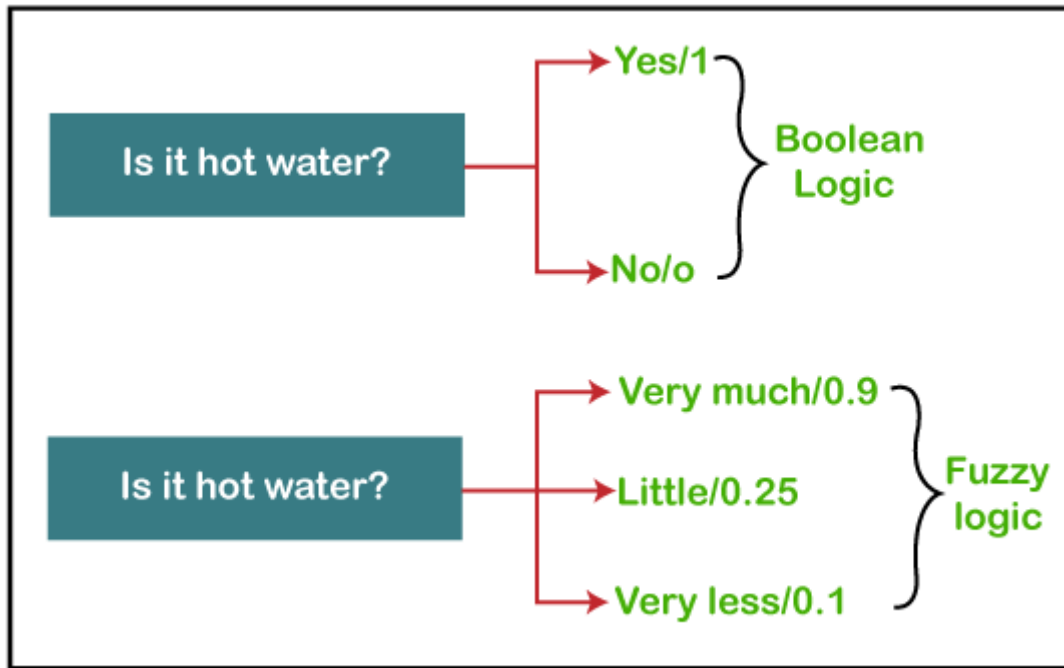 Is it hot water?
Yes/1
No/o
Boolean
Logic
Is it hot water?
Very much/0.9
Little/0.25
Very less/0.1
Fuzzy
logic